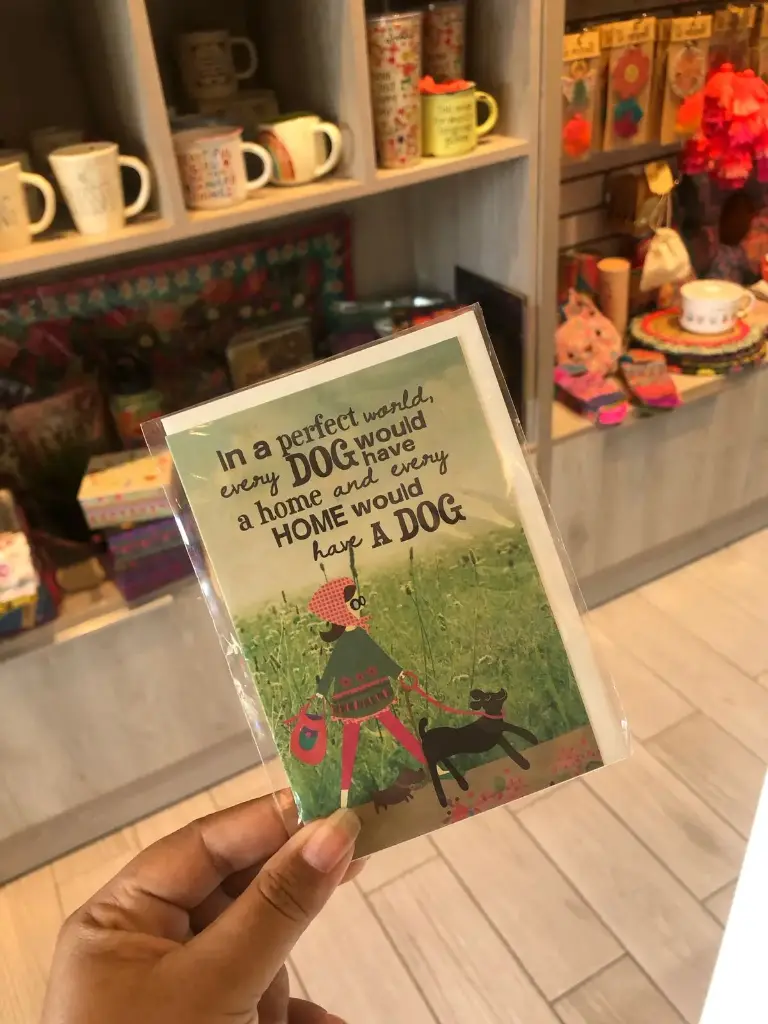 In a perfect world,
every DOG would
have
a home and every
HOME would
have A DOG